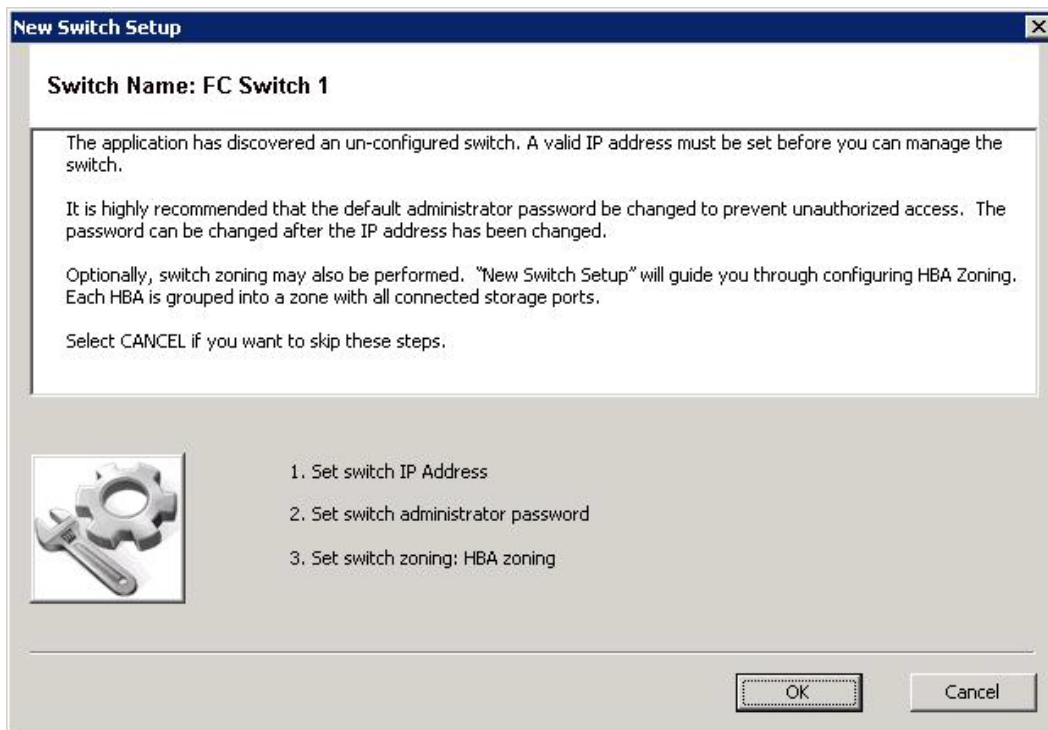 New Switch Setup
Switch Name: FC Switch 1
The application has discovered an un-configured switch. A valid IP address must be set before you can manage the
switch.
It is highly recommended that the default administrator password be changed to prevent unauthorized access.  The
password can be changed after the IP address has been changed.
Optionally, switch zoning may also be performed.  “New Switch Setup” will guide you through configuring HBA Zoning.
Each HBA is grouped into a zone with all connected storage ports.
Select CANCEL if you want to skip these steps.
1. Set switch IP Address
2. Set switch administrator password
3. Set switch zoning: HBA zoning
OK
Cancel